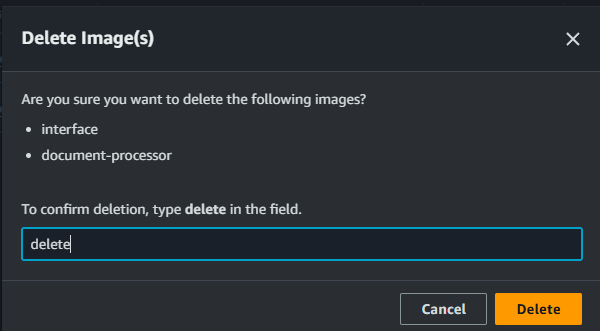 Delete Image(s)
Are you sure you want to delete the following images?
• interface
• document-processor
To confirm deletion, type delete in the field.
delete
Cancel
Delete